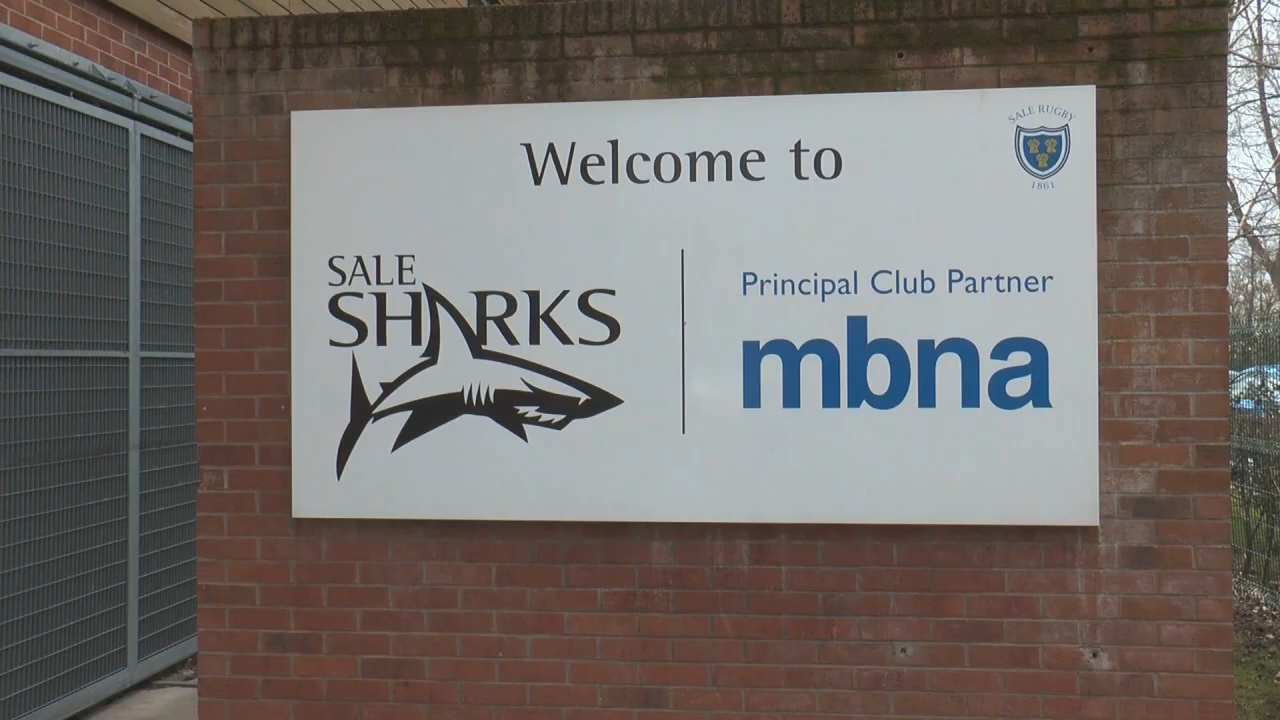 Welcome to
SALE RUGBY
1861
SALE
SHARKS
Principal Club Partner
mbna